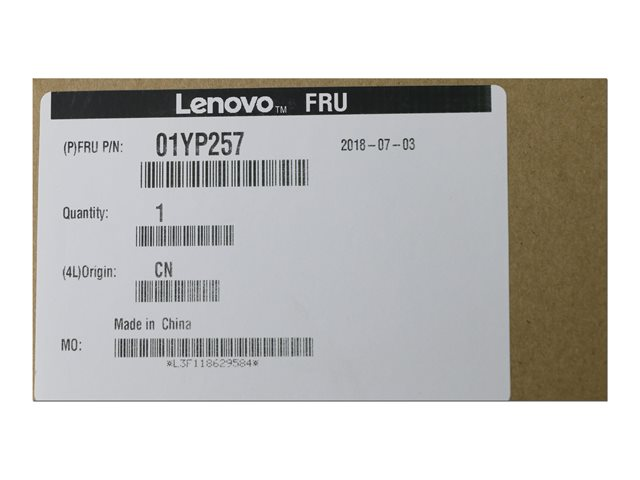 Lenovo™ FRU
(P)FRU P/N: 01YP257 2018-07-03
Quantity: 1
(4L)Origin: CN
Made in China
MO:
*L3F118629584*